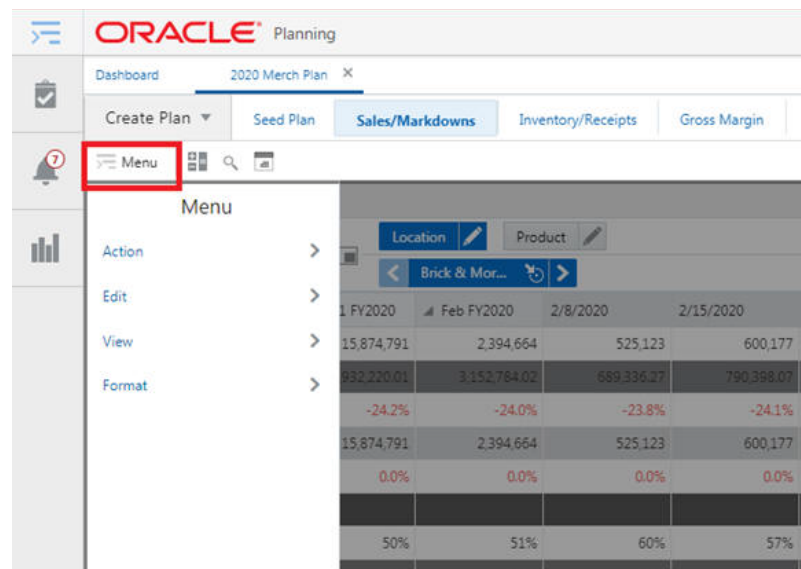 ORACLE Planning
Dashboard 2020 Merch Plan ×
Create Plan Seed Plan Sales/Markdowns Inventory/Receipts Gross Margin
7
Menu
Menu
Action
Edit
View
Format
Location Product
Brick & Mor...
1 FY2020 Feb FY2020 2/8/2020 2/15/2020
15,874,791 2,394,664 525,123 600,177
932,220.01 3,152,784.02 689,336.27 790,398.07
-24.2% -24.0% -23.8% -24.1%
15,874,791 2,394,664 525,123 600,177
0.0% 0.0% 0.0% 0.0%
50% 51% 60% 57%